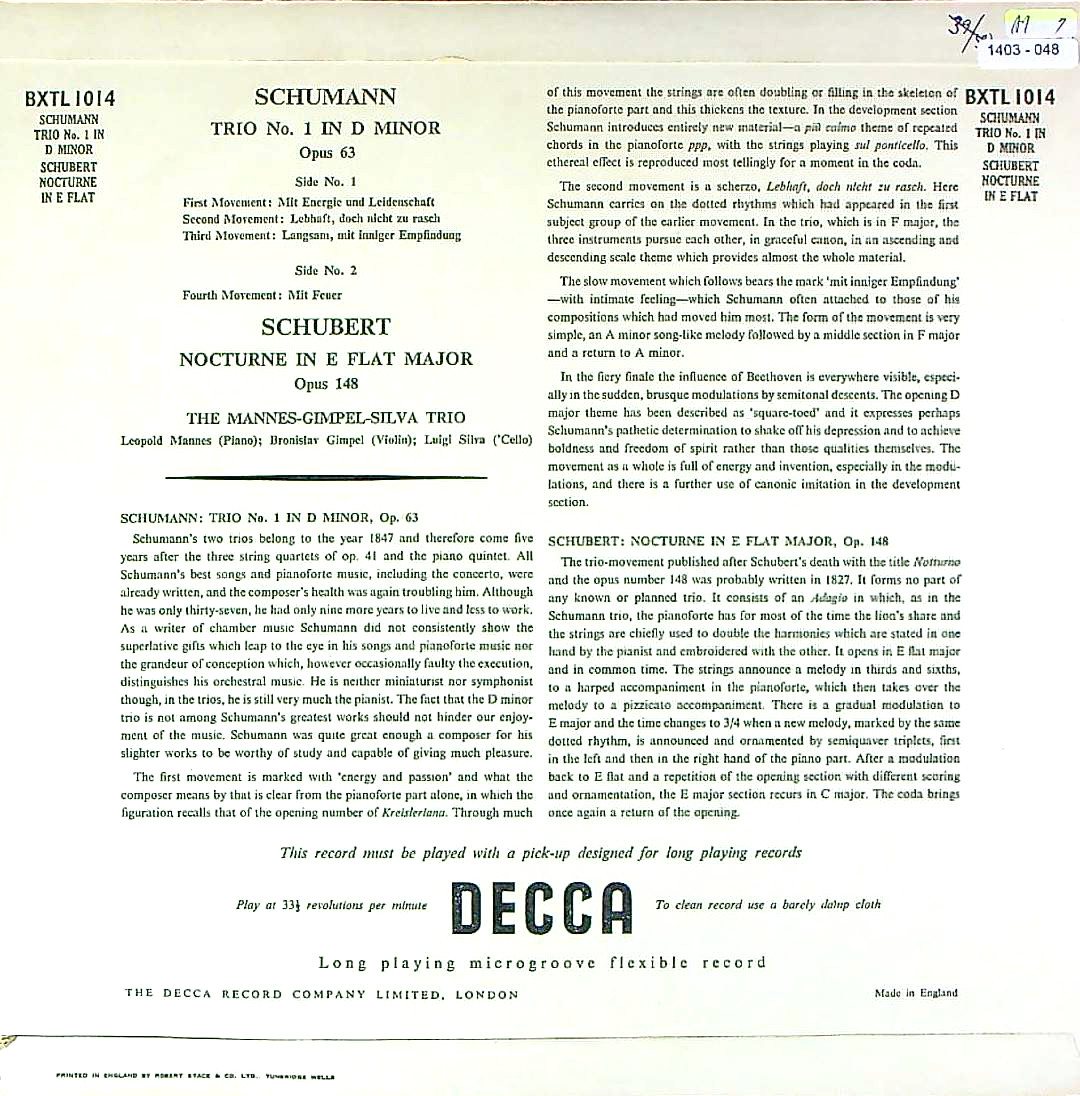 39/
M 7
1403 - 048
BXTL 1014
SCHUMANN
TRIO No. 1 IN
D MINOR
SCHUBERT
NOCTURNE
IN E FLAT
SCHUMANN
TRIO No. 1 IN D MINOR
Opus 63
Side No. 1
First Movement: Mit Energie und Leidenschaft
Second Movement: Lebhaft, doch nicht zu rasch
Third Movement: Langsam, mit inniger Empfindung
Side No. 2
Fourth Movement: Mit Feuer
SCHUBERT
NOCTURNE IN E FLAT MAJOR
Opus 148
THE MANNES-GIMPEL-SILVA TRIO
Leopold Mannes (Piano); Bronislav Gimpel (Violin); Luigi Silva ('Cello)
SCHUMANN: TRIO No. 1 IN D MINOR, Op. 63
Schumann's two trios belong to the year 1847 and therefore come five
years after the three string quartets of op. 41 and the piano quintet. All
Schumann's best songs and pianoforte music, including the concerto, were
already written, and the composer's health was again troubling him. Although
he was only thirty-seven, he had only nine more years to live and less to work.
As a writer of chamber music Schumann did not consistently show the
superlative gifts which leap to the eye in his songs and pianoforte music nor
the grandeur of conception which, however occasionally faulty the execution,
distinguishes his orchestral music. He is neither miniaturist nor symphonist
though, in the trios, he is still very much the pianist. The fact that the D minor
trio is not among Schumann's greatest works should not hinder our enjoy-
ment of the music. Schumann was quite great enough a composer for his
slighter works to be worthy of study and capable of giving much pleasure.
The first movement is marked with 'energy and passion' and what the
composer means by that is clear from the pianoforte part alone, in which the
figuration recalls that of the opening number of Kreisleriana. Through much
of this movement the strings are often doubling or filling in the skeleton of
the pianoforte part and this thickens the texture. In the development section
Schumann introduces entirely new material—a più calmo theme of repeated
chords in the pianoforte ppp, with the strings playing sul ponticello. This
ethereal effect is reproduced most tellingly for a moment in the coda.
The second movement is a scherzo, Lebhaft, doch nicht zu rasch. Here
Schumann carries on the dotted rhythms which had appeared in the first
subject group of the earlier movement. In the trio, which is in F major, the
three instruments pursue each other, in graceful canon, in an ascending and
descending scale theme which provides almost the whole material.
The slow movement which follows bears the mark 'mit inniger Empfindung'
—with intimate feeling—which Schumann often attached to those of his
compositions which had moved him most. The form of the movement is very
simple, an A minor song-like melody followed by a middle section in F major
and a return to A minor.
In the fiery finale the influence of Beethoven is everywhere visible, especi-
ally in the sudden, brusque modulations by semitonal descents. The opening D
major theme has been described as 'square-toed' and it expresses perhaps
Schumann's pathetic determination to shake off his depression and to achieve
boldness and freedom of spirit rather than those qualities themselves. The
movement as a whole is full of energy and invention, especially in the modu-
lations, and there is a further use of canonic imitation in the development
section.
SCHUBERT: NOCTURNE IN E FLAT MAJOR, Op. 148
The trio-movement published after Schubert's death with the title Notturno
and the opus number 148 was probably written in 1827. It forms no part of
any known or planned trio. It consists of an Adagio in which, as in the
Schumann trio, the pianoforte has for most of the time the lion's share and
the strings are chiefly used to double the harmonies which are stated in one
hand by the pianist and embroidered with the other. It opens in E flat major
and in common time. The strings announce a melody in thirds and sixths,
to a harped accompaniment in the pianoforte, which then takes over the
melody to a pizzicato accompaniment. There is a gradual modulation to
E major and the time changes to 3/4 when a new melody, marked by the same
dotted rhythm, is announced and ornamented by semiquaver triplets, first
in the left and then in the right hand of the piano part. After a modulation
back to E flat and a repetition of the opening section with different scoring
and ornamentation, the E major section recurs in C major. The coda brings
once again a return of the opening.
BXTL 1014
SCHUMANN
TRIO No. 1 IN
D MINOR
SCHUBERT
NOCTURNE
IN E FLAT
This record must be played with a pick-up designed for long playing records
Play at 33⅓ revolutions per minute
DECCA
To clean record use a barely damp cloth
Long playing microgroove flexible record
THE DECCA RECORD COMPANY LIMITED, LONDON
Made in England
PRINTED IN ENGLAND BY ROBERT STACE & CO. LTD., TUNBRIDGE WELLS